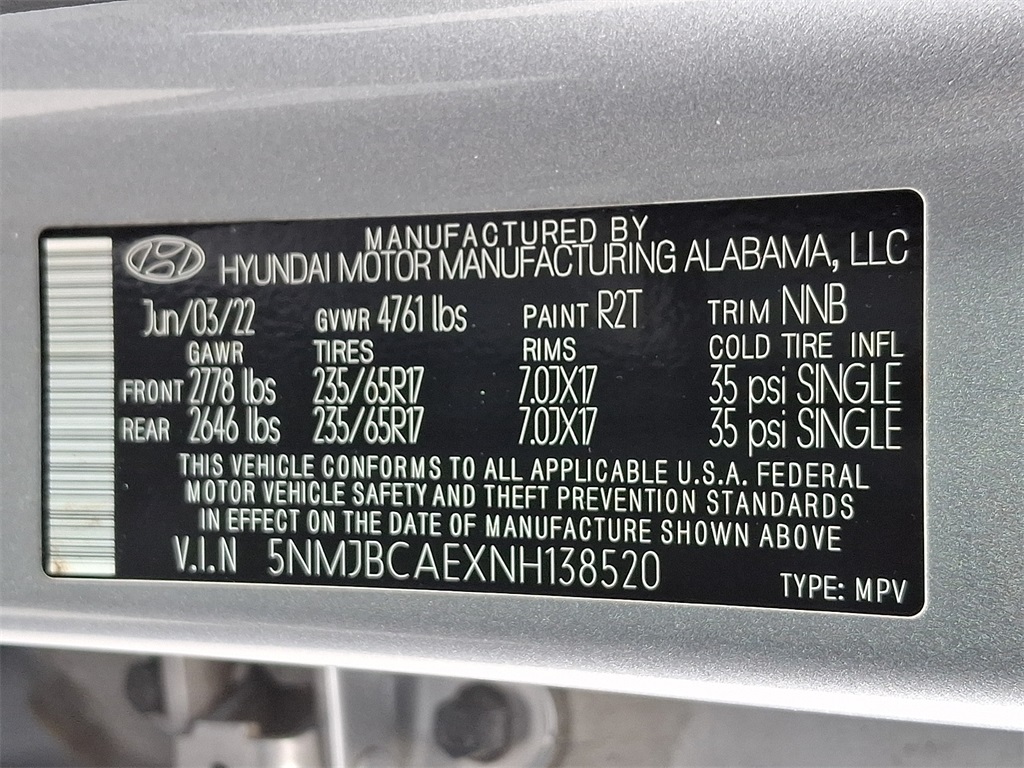 MANUFACTURED BY
HYUNDAI MOTOR MANUFACTURING ALABAMA, LLC
Jun/03/22 GVWR 4761 lbs PAINT R2T TRIM NNB
GAWR TIRES RIMS COLD TIRE INFL
FRONT 2778 lbs 235/65R17 7.0JX17 35 psi SINGLE
REAR 2646 lbs 235/65R17 7.0JX17 35 psi SINGLE
THIS VEHICLE CONFORMS TO ALL APPLICABLE U.S.A. FEDERAL
MOTOR VEHICLE SAFETY AND THEFT PREVENTION STANDARDS
IN EFFECT ON THE DATE OF MANUFACTURE SHOWN ABOVE
V.I.N 5NMJBCAEXNH138520
TYPE: MPV